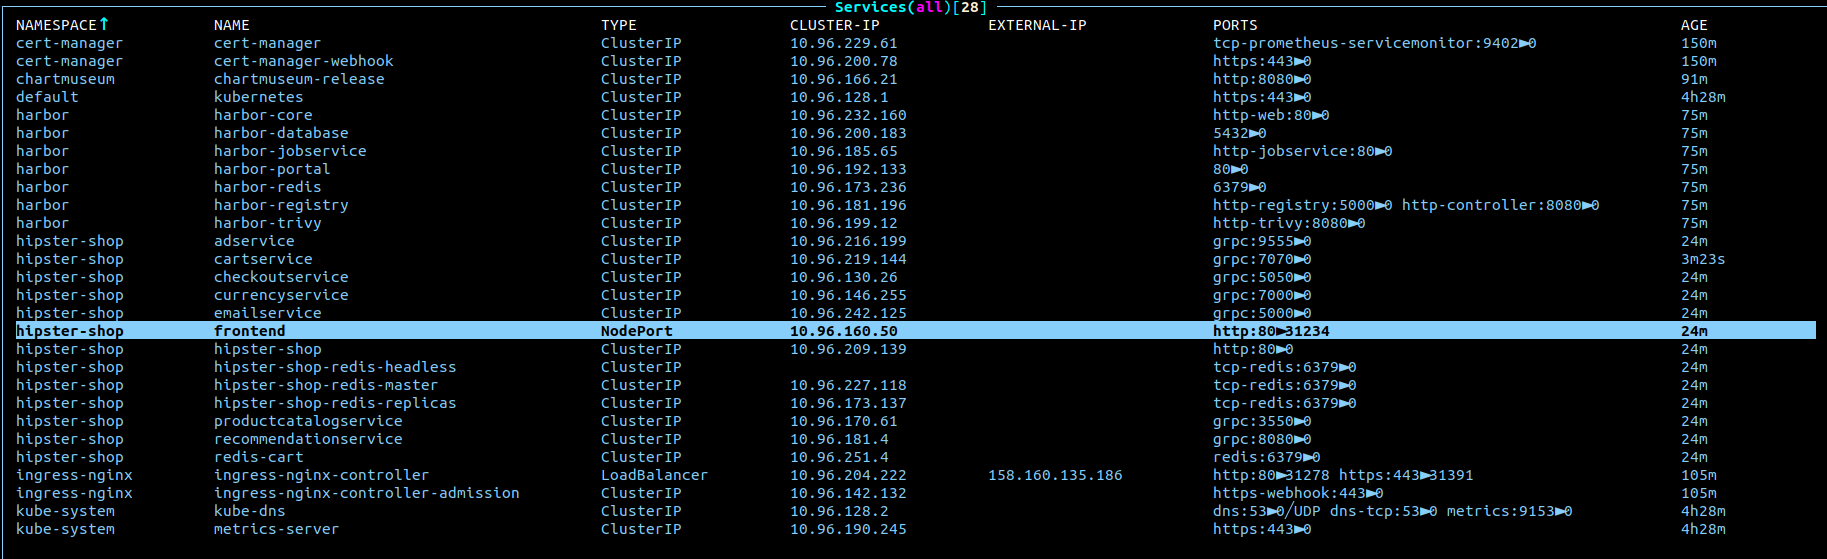 Services(all)[28]
NAMESPACE↑ NAME TYPE CLUSTER-IP EXTERNAL-IP PORTS AGE
cert-manager cert-manager ClusterIP 10.96.229.61 tcp-prometheus-servicemonitor:9402►0 150m
cert-manager cert-manager-webhook ClusterIP 10.96.200.78 https:443►0 150m
chartmuseum chartmuseum-release ClusterIP 10.96.166.21 http:8080►0 91m
default kubernetes ClusterIP 10.96.128.1 https:443►0 4h28m
harbor harbor-core ClusterIP 10.96.232.160 http-web:80►0 75m
harbor harbor-database ClusterIP 10.96.200.183 5432►0 75m
harbor harbor-jobservice ClusterIP 10.96.185.65 http-jobservice:80►0 75m
harbor harbor-portal ClusterIP 10.96.192.133 80►0 75m
harbor harbor-redis ClusterIP 10.96.173.236 6379►0 75m
harbor harbor-registry ClusterIP 10.96.181.196 http-registry:5000►0 http-controller:8080►0 75m
harbor harbor-trivy ClusterIP 10.96.199.12 http-trivy:8080►0 75m
hipster-shop adservice ClusterIP 10.96.216.199 grpc:9555►0 24m
hipster-shop cartservice ClusterIP 10.96.219.144 grpc:7070►0 3m23s
hipster-shop checkoutservice ClusterIP 10.96.130.26 grpc:5050►0 24m
hipster-shop currencyservice ClusterIP 10.96.146.255 grpc:7000►0 24m
hipster-shop emailservice ClusterIP 10.96.242.125 grpc:5000►0 24m
hipster-shop frontend NodePort 10.96.160.50 http:80►31234 24m
hipster-shop hipster-shop ClusterIP 10.96.209.139 http:80►0 24m
hipster-shop hipster-shop-redis-headless ClusterIP tcp-redis:6379►0 24m
hipster-shop hipster-shop-redis-master ClusterIP 10.96.227.118 tcp-redis:6379►0 24m
hipster-shop hipster-shop-redis-replicas ClusterIP 10.96.173.137 tcp-redis:6379►0 24m
hipster-shop productcatalogservice ClusterIP 10.96.170.61 grpc:3550►0 24m
hipster-shop recommendationservice ClusterIP 10.96.181.4 grpc:8080►0 24m
hipster-shop redis-cart ClusterIP 10.96.251.4 redis:6379►0 24m
ingress-nginx ingress-nginx-controller LoadBalancer 10.96.204.222 158.160.135.186 http:80►31278 https:443►31391 105m
ingress-nginx ingress-nginx-controller-admission ClusterIP 10.96.142.132 https-webhook:443►0 105m
kube-system kube-dns ClusterIP 10.96.128.2 dns:53►0╱UDP dns-tcp:53►0 metrics:9153►0 4h28m
kube-system metrics-server ClusterIP 10.96.190.245 https:443►0 4h28m